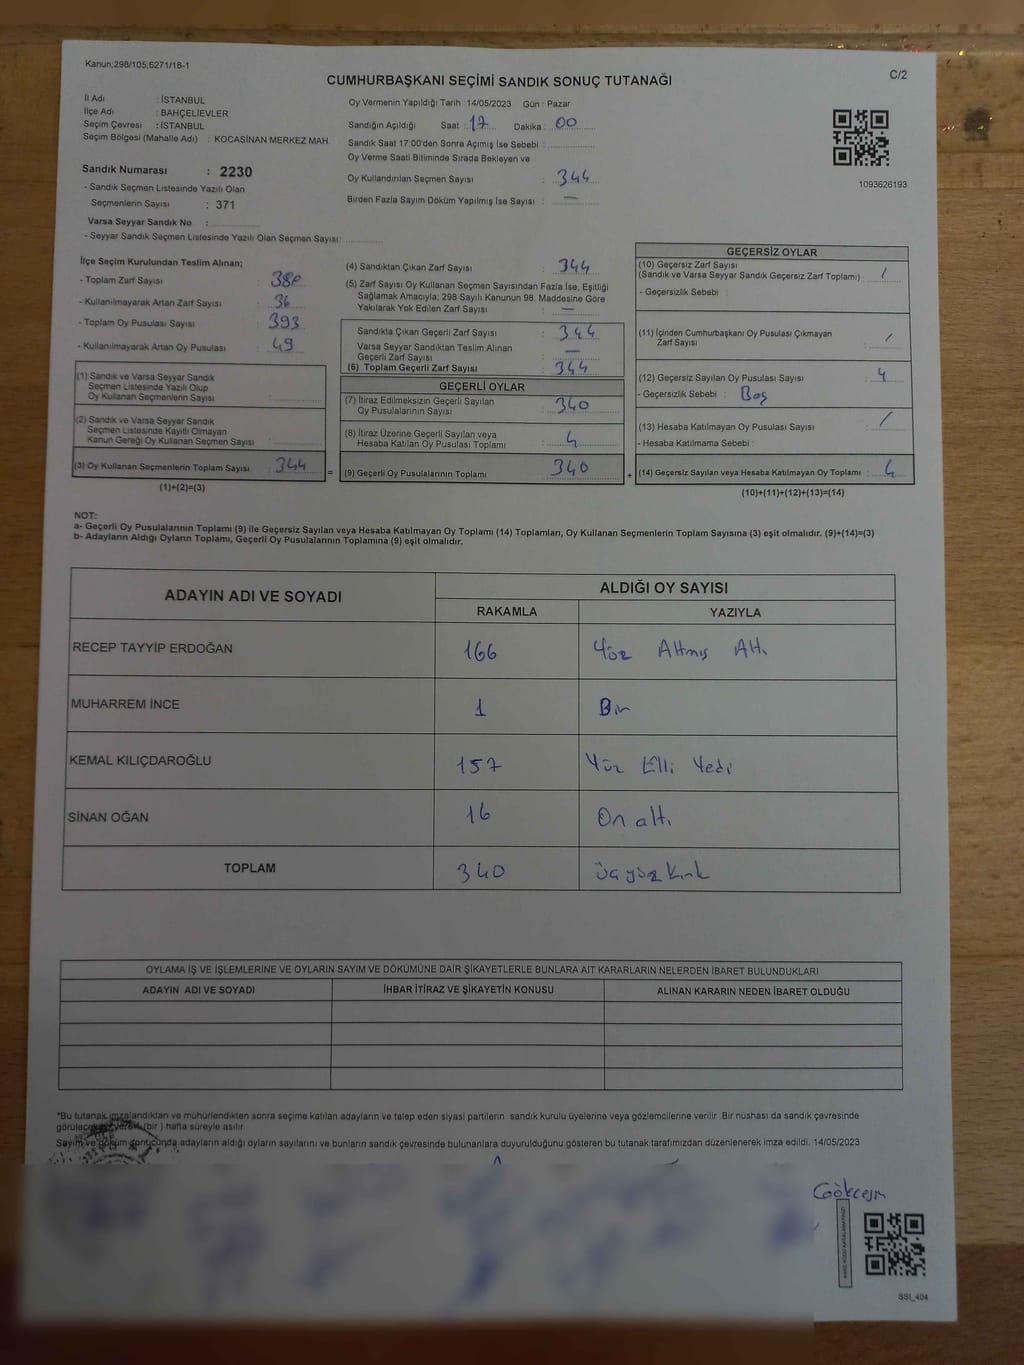 Kanun;298/105,6271/18-1
CUMHURBAŞKANI SEÇİMİ SANDIK SONUÇ TUTANAĞI
C/2
İl Adı : İSTANBUL
İlçe Adı : BAHÇELİEVLER
Seçim Çevresi : İSTANBUL
Seçim Bölgesi (Mahalle Adı) : KOCASİNAN MERKEZ MAH.
Sandık Numarası : 2230
- Sandık Seçmen Listesinde Yazılı Olan
Seçmenlerin Sayısı : 371
Varsa Seyyar Sandık No :
- Seyyar Sandık Seçmen Listesinde Yazılı Olan Seçmen Sayısı:
Oy Vermenin Yapıldığı Tarih : 14/05/2023 Gün : Pazar
Sandığın Açıldığı Saat : 17 Dakika : 00
Sandık Saat 17:00'den Sonra Açımış İse Sebebi :
Oy Verme Saati Bitiminde Sırada Bekleyen ve
Oy Kullandırılan Seçmen Sayısı : 344
Birden Fazla Sayım Döküm Yapılmış İse Sayısı : —
1093626193
İlçe Seçim Kurulundan Teslim Alınan;
- Toplam Zarf Sayısı : 380
- Kullanılmayarak Artan Zarf Sayısı : 36
- Toplam Oy Pusulası Sayısı : 393
- Kullanılmayarak Artan Oy Pusulası : 49
(1) Sandık ve Varsa Seyyar Sandık
Seçmen Listesinde Yazılı Olup
Oy Kullanan Seçmenlerin Sayısı :
(2) Sandık ve Varsa Seyyar Sandık
Seçmen Listesinde Kayıtlı Olmayan
Kanun Gereği Oy Kullanan Seçmen Sayısı :
(3) Oy Kullanan Seçmenlerin Toplam Sayısı : 344
(1)+(2)=(3)
(4) Sandıktan Çıkan Zarf Sayısı : 344
(5) Zarf Sayısı Oy Kullanan Seçmen Sayısından Fazla İse, Eşitliği
Sağlamak Amacıyla, 298 Sayılı Kanunun 98. Maddesine Göre
Yakılarak Yok Edilen Zarf Sayısı : —
Sandıkta Çıkan Geçerli Zarf Sayısı : 344
Varsa Seyyar Sandıktan Teslim Alınan
Geçerli Zarf Sayısı : —
(6) Toplam Geçerli Zarf Sayısı : 344
GEÇERLİ OYLAR
(7) İtiraz Edilmeksizin Geçerli Sayılan
Oy Pusulalarının Sayısı : 340
(8) İtiraz Üzerine Geçerli Sayılan veya
Hesaba Katılan Oy Pusulası Toplamı : 4
= (9) Geçerli Oy Pusulalarının Toplamı : 340 +
GEÇERSİZ OYLAR
(10) Geçersiz Zarf Sayısı
(Sandık ve Varsa Seyyar Sandık Geçersiz Zarf Toplamı) : /
- Geçersizlik Sebebi :
(11) İçinden Cumhurbaşkanı Oy Pusulası Çıkmayan
Zarf Sayısı : /
(12) Geçersiz Sayılan Oy Pusulası Sayısı : 4
- Geçersizlik Sebebi : Boş
(13) Hesaba Katılmayan Oy Pusulası Sayısı : /
- Hesaba Katılmama Sebebi :
(14) Geçersiz Sayılan veya Hesaba Katılmayan Oy Toplamı : 4
(10)+(11)+(12)+(13)=(14)
NOT:
a- Geçerli Oy Pusulalarının Toplamı (9) ile Geçersiz Sayılan veya Hesaba Katılmayan Oy Toplamı (14) Toplamları, Oy Kullanan Seçmenlerin Toplam Sayısına (3) eşit olmalıdır. (9)+(14)=(3)
b- Adayların Aldığı Oyların Toplamı, Geçerli Oy Pusulalarının Toplamına (9) eşit olmalıdır.
ADAYIN ADI VE SOYADI
ALDIĞI OY SAYISI
RAKAMLA YAZIYLA
RECEP TAYYİP ERDOĞAN 166 Yüz Altmış Altı
MUHARREM İNCE 1 Bir
KEMAL KILIÇDAROĞLU 157 Yüz Elli Yedi
SİNAN OĞAN 16 On altı
TOPLAM 340 üçyüz kırk
OYLAMA İŞ VE İŞLEMLERİNE VE OYLARIN SAYIM VE DÖKÜMÜNE DAİR ŞİKAYETLERLE BUNLARA AİT KARARLARIN NELERDEN İBARET BULUNDUKLARI
ADAYIN ADI VE SOYADI İHBAR İTİRAZ VE ŞİKAYETİN KONUSU ALINAN KARARIN NEDEN İBARET OLDUĞU
*Bu tutanak imzalandıktan ve mühürlendikten sonra seçime katılan adayların ve talep eden siyasi partilerin sandık kurulu üyelerine veya gözlemcilerine verilir. Bir nüshası da sandık çevresinde
görülecek yere (bir ) hafta süreyle asılır.
Sayım ve döküm sonucunda adayların aldığı oyların sayılarını ve bunların sandık çevresinde bulunanlara duyurulduğunu gösteren bu tutanak tarafımızdan düzenlenerek imza edildi. 14/05/2023
SSI_404